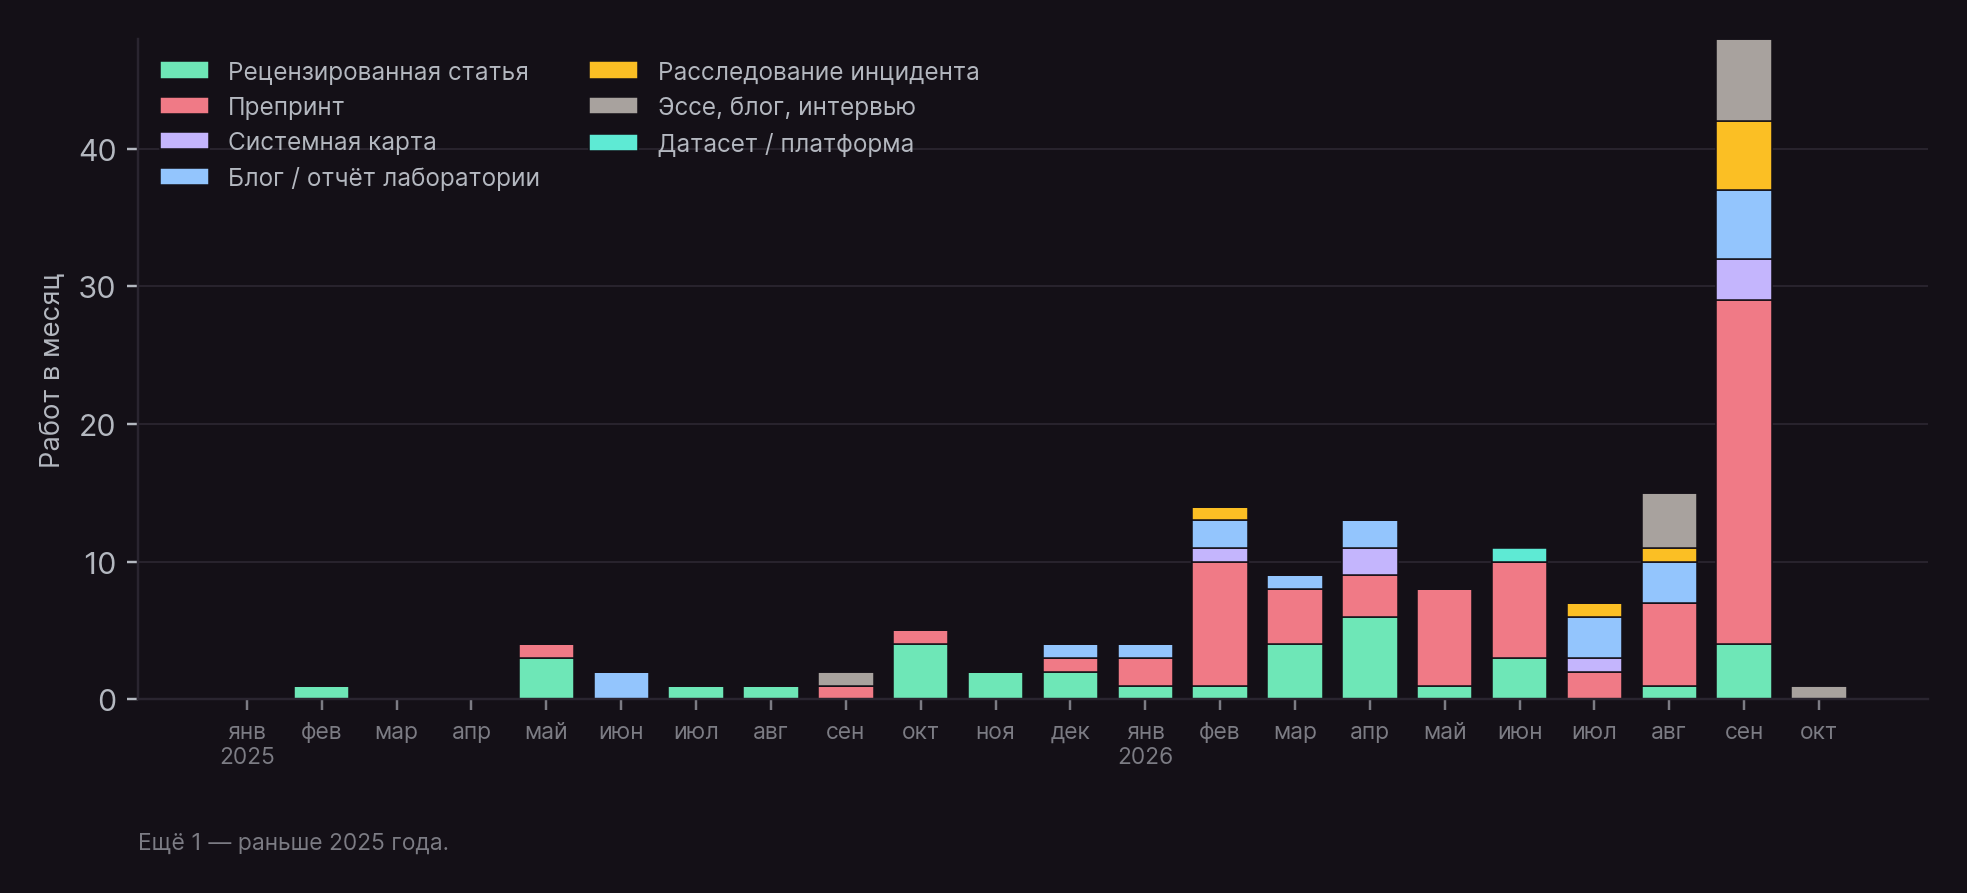 Рецензированная статья
Препринт
Системная карта
Блог / отчёт лаборатории
Расследование инцидента
Эссе, блог, интервью
Датасет / платформа
Работ в месяц
40
30
20
10
0
янв фев мар апр май июн июл авг сен окт ноя дек янв фев мар апр май июн июл авг сен окт
2025 2026
Ещё 1 — раньше 2025 года.